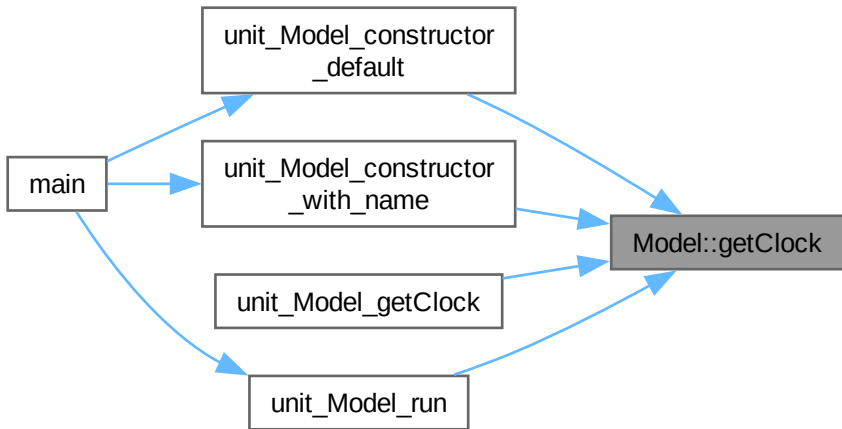 unit_Model_constructor
_default
main
unit_Model_constructor
_with_name
Model::getClock
unit_Model_getClock
unit_Model_run